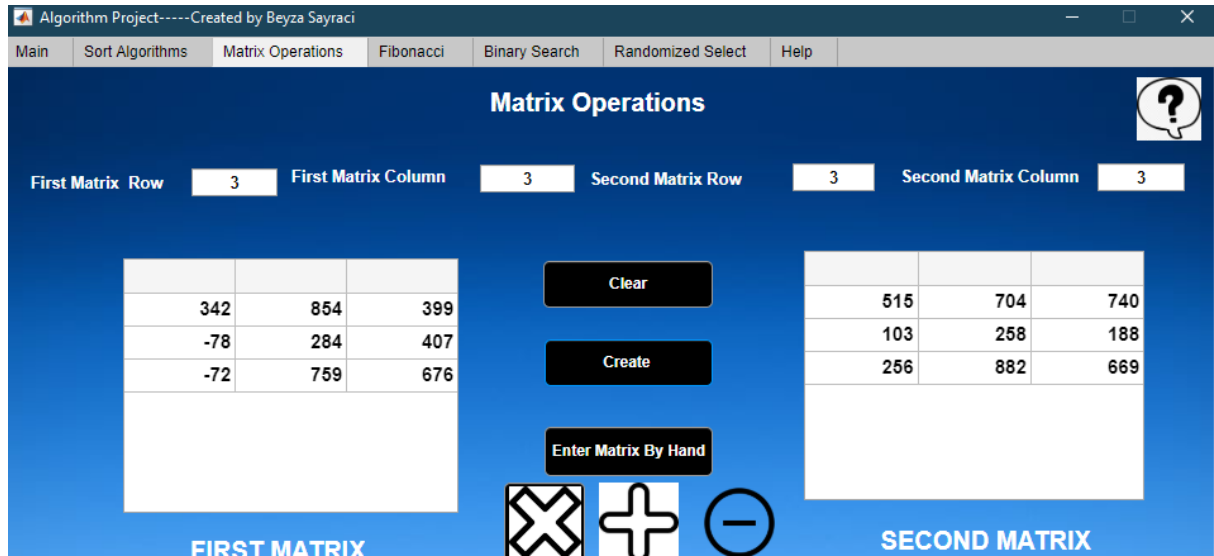 Algorithm Project-----Created by Beyza Sayraci
Main Sort Algorithms Matrix Operations Fibonacci Binary Search Randomized Select Help
Matrix Operations
?
First Matrix Row 3 First Matrix Column 3 Second Matrix Row 3 Second Matrix Column 3
342 854 399
-78 284 407
-72 759 676
Clear
Create
Enter Matrix By Hand
515 704 740
103 258 188
256 882 669
FIRST MATRIX
SECOND MATRIX